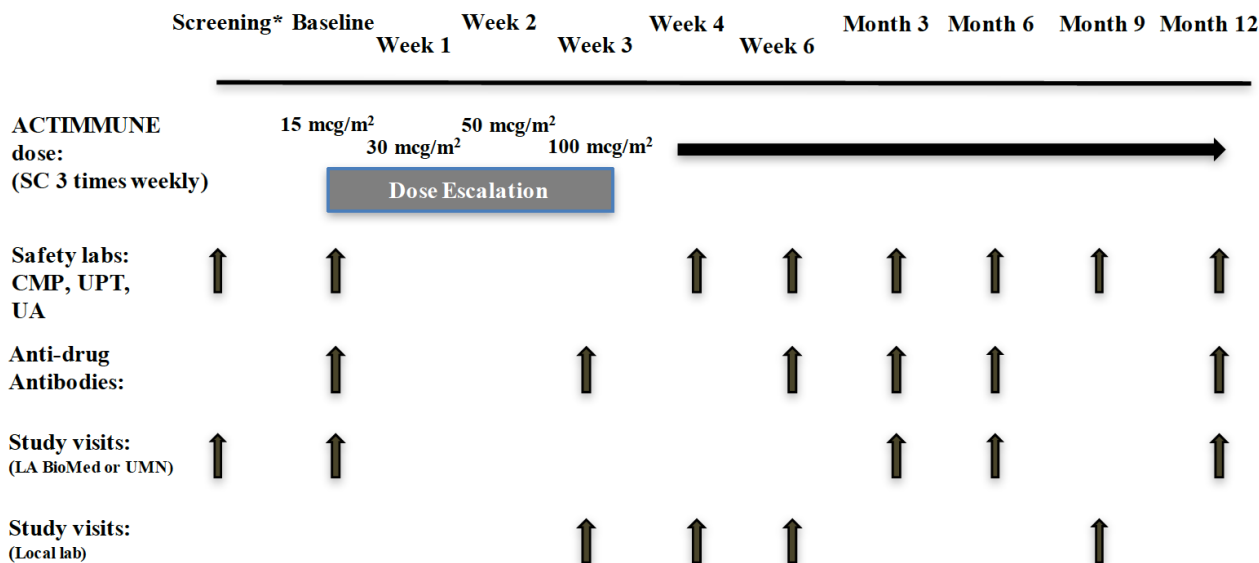 Screening* Baseline Week 2 Week 4 Month 3 Month 6 Month 9 Month 12
Week 1 Week 3 Week 6
ACTIMMUNE
dose:
(SC 3 times weekly)
15 mcg/m² 50 mcg/m²
30 mcg/m² 100 mcg/m²
Dose Escalation
Safety labs:
CMP, UPT,
UA
Anti-drug
Antibodies:
Study visits:
(LA BioMed or UMN)
Study visits:
(Local lab)